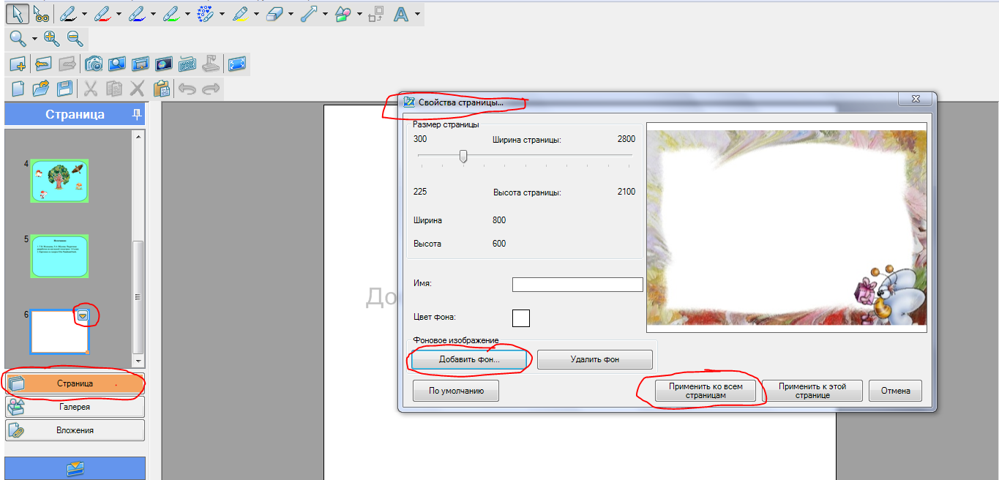 Страница
4
5
6
Страница
Галерея
Вложения
До
Свойства страницы...
Размер страницы
300 Ширина страницы: 2800
225 Высота страницы: 2100
Ширина 800
Высота 600
Имя:
Цвет фона:
Фоновое изображение
Добавить фон... Удалить фон
По умолчанию
Применить ко всем
страницам
Применить к этой
странице
Отмена